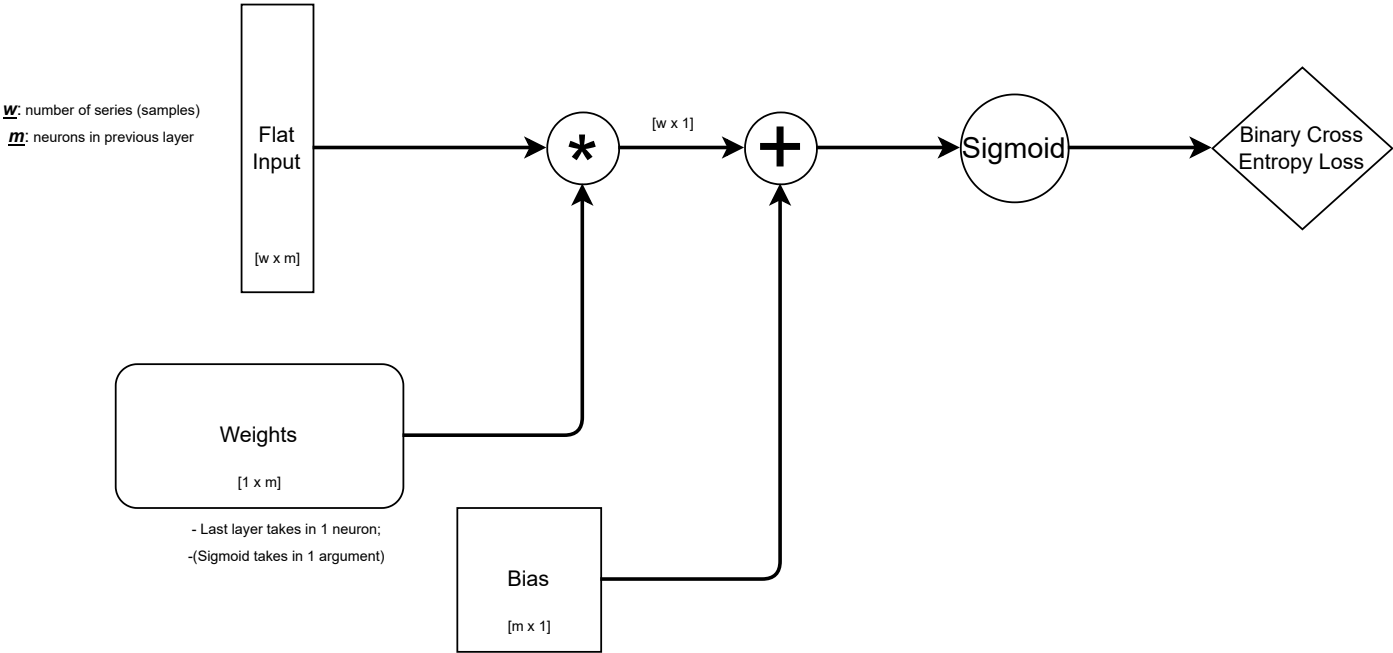 w: number of series (samples)
m: neurons in previous layer
Flat
Input
[w x m]
*
[w x 1]
+
Sigmoid
Binary Cross
Entropy Loss
Weights
[1 x m]
- Last layer takes in 1 neuron;
-(Sigmoid takes in 1 argument)
Bias
[m x 1]